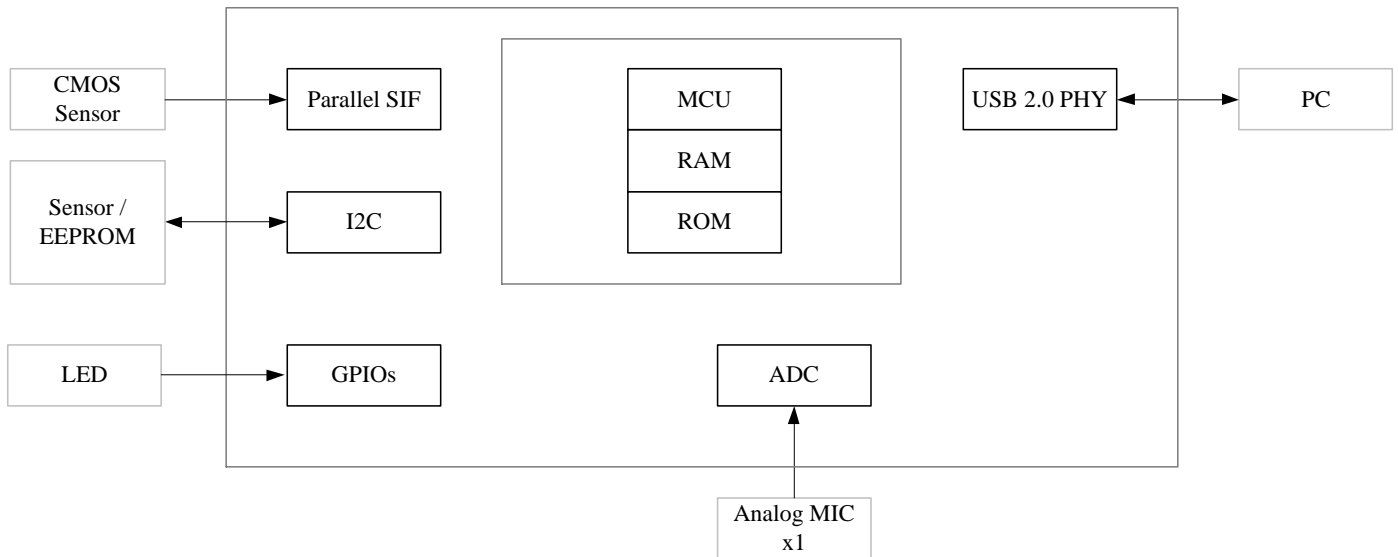 CMOS
Sensor
Parallel SIF
MCU
USB 2.0 PHY
PC
RAM
Sensor /
EEPROM
I2C
ROM
LED
GPIOs
ADC
Analog MIC
x1